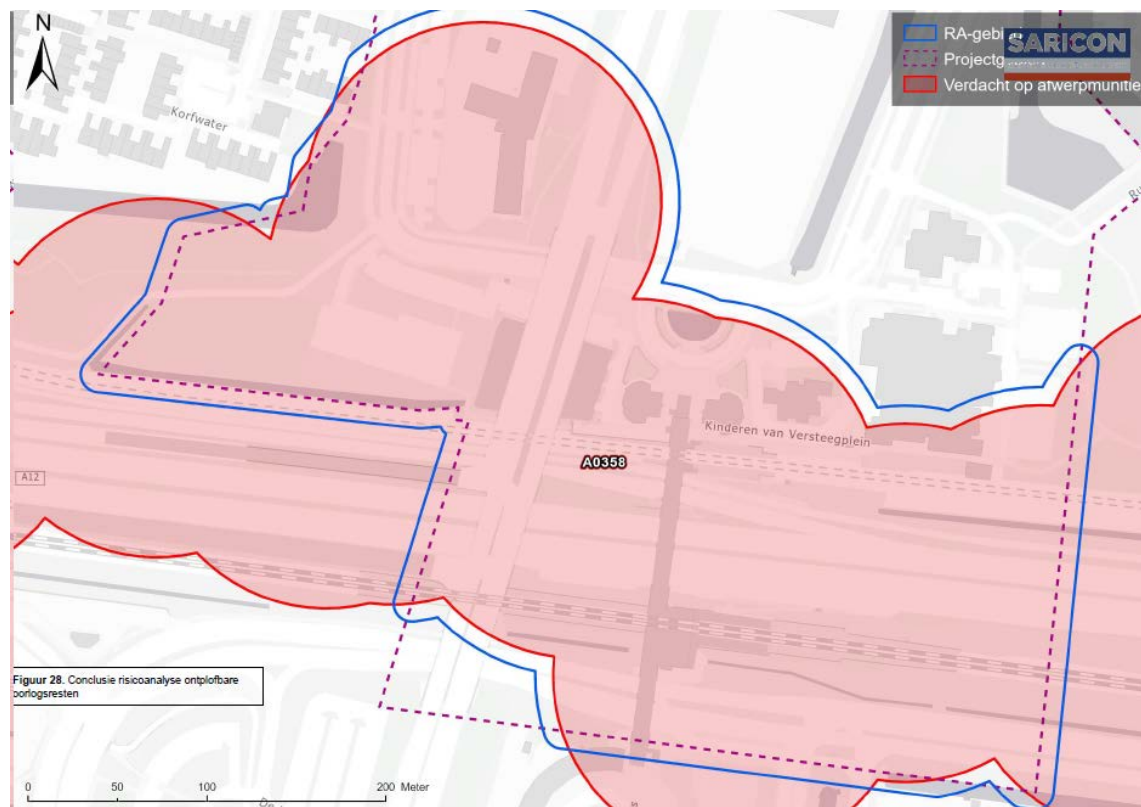 N
RA-gebied
SARICON
Verdacht op afwerpmunitie
Korfwater
Kinderen van Versteegplein
A0358
A12
Figuur 28. Conclusie risicoanalyse ontplofbare
oorlogsresten
0 50 100 200 Meter